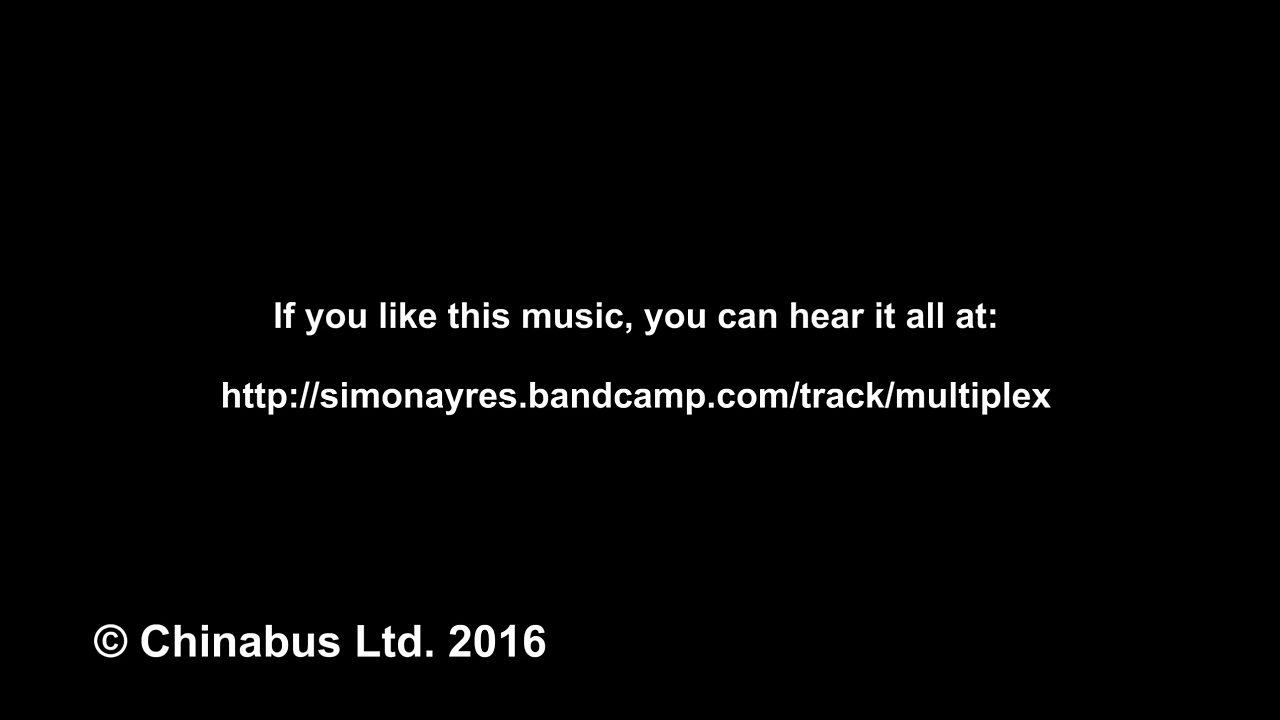 If you like this music, you can hear it all at:
http://simonayres.bandcamp.com/track/multiplex
© Chinabus Ltd. 2016